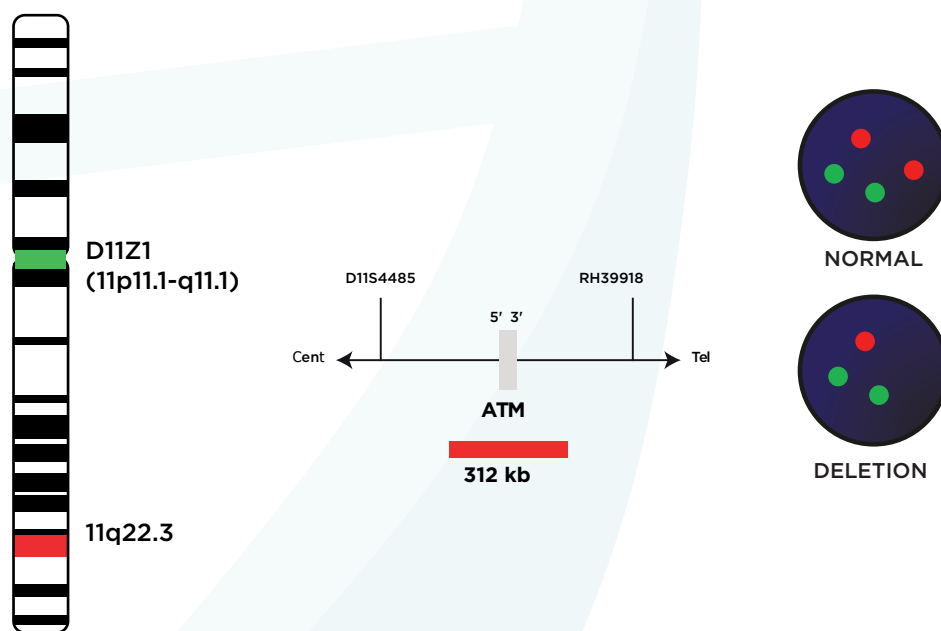 D11Z1
(11p11.1-q11.1)
11q22.3
D11S4485
RH39918
5' 3'
Cent
Tel
ATM
312 kb
NORMAL
DELETION